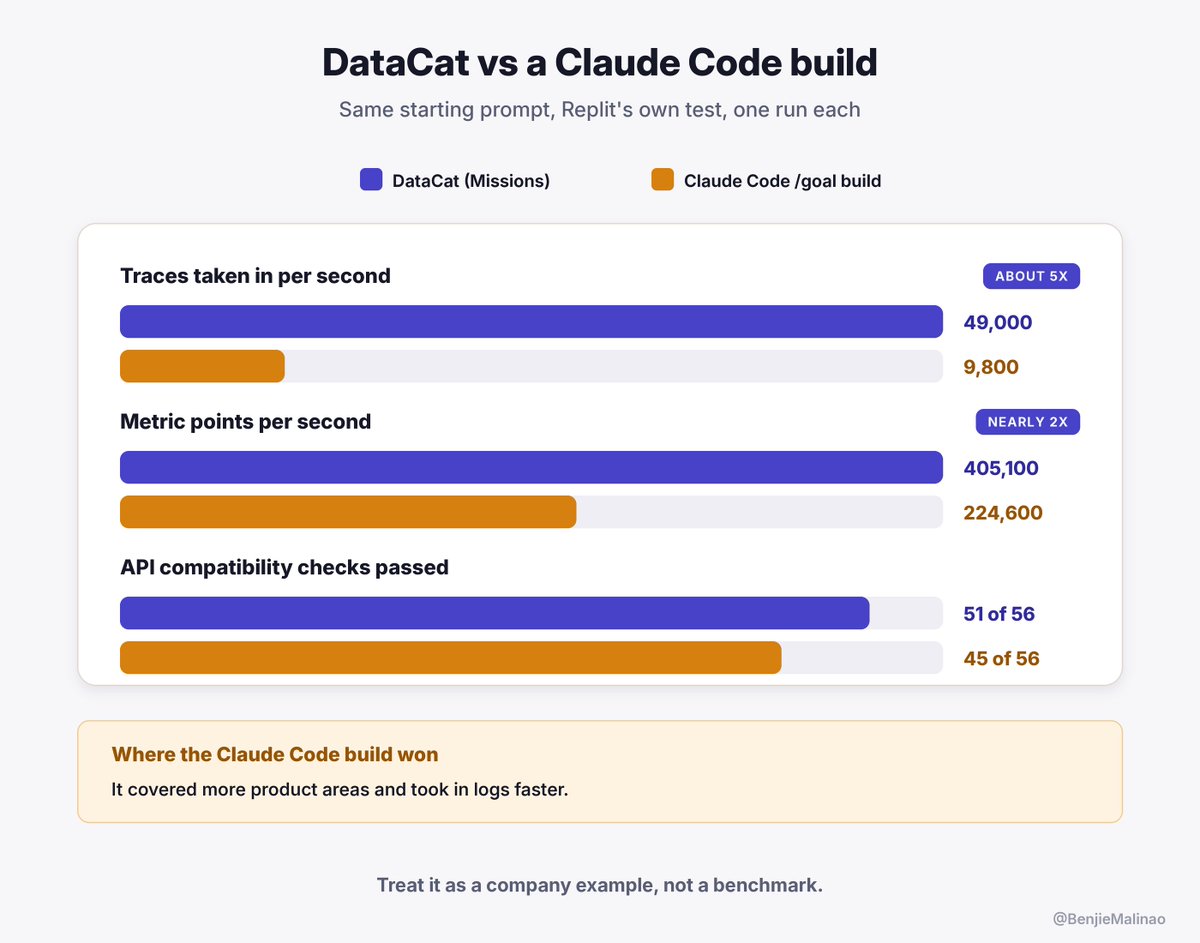 DataCat vs a Claude Code build
Same starting prompt, Replit's own test, one run each
DataCat (Missions)
Claude Code /goal build
Traces taken in per second
ABOUT 5X
49,000
9,800
Metric points per second
NEARLY 2X
405,100
224,600
API compatibility checks passed
51 of 56
45 of 56
Where the Claude Code build won
It covered more product areas and took in logs faster.
Treat it as a company example, not a benchmark.
@BenjieMalinao